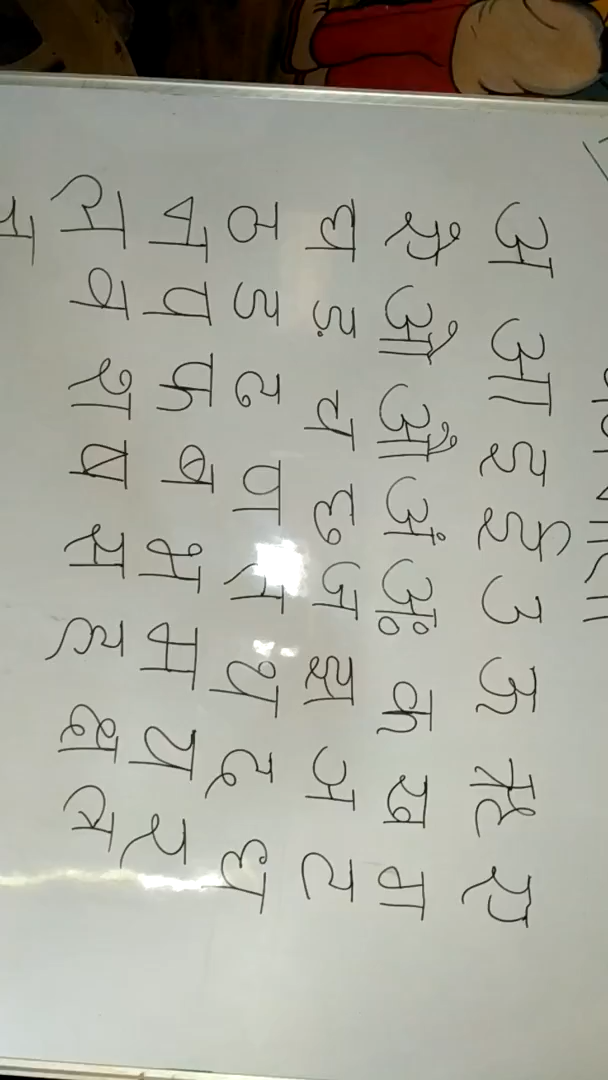 अ आ इ ई उ ऊ ऋ ए
ऐ ओ औ अं अः क ख ग
घ ङ च छ ज झ ञ ट
ठ ड ढ ण त थ द ध
न प फ ब भ म य र
ल व श ष स ह क्ष त्र